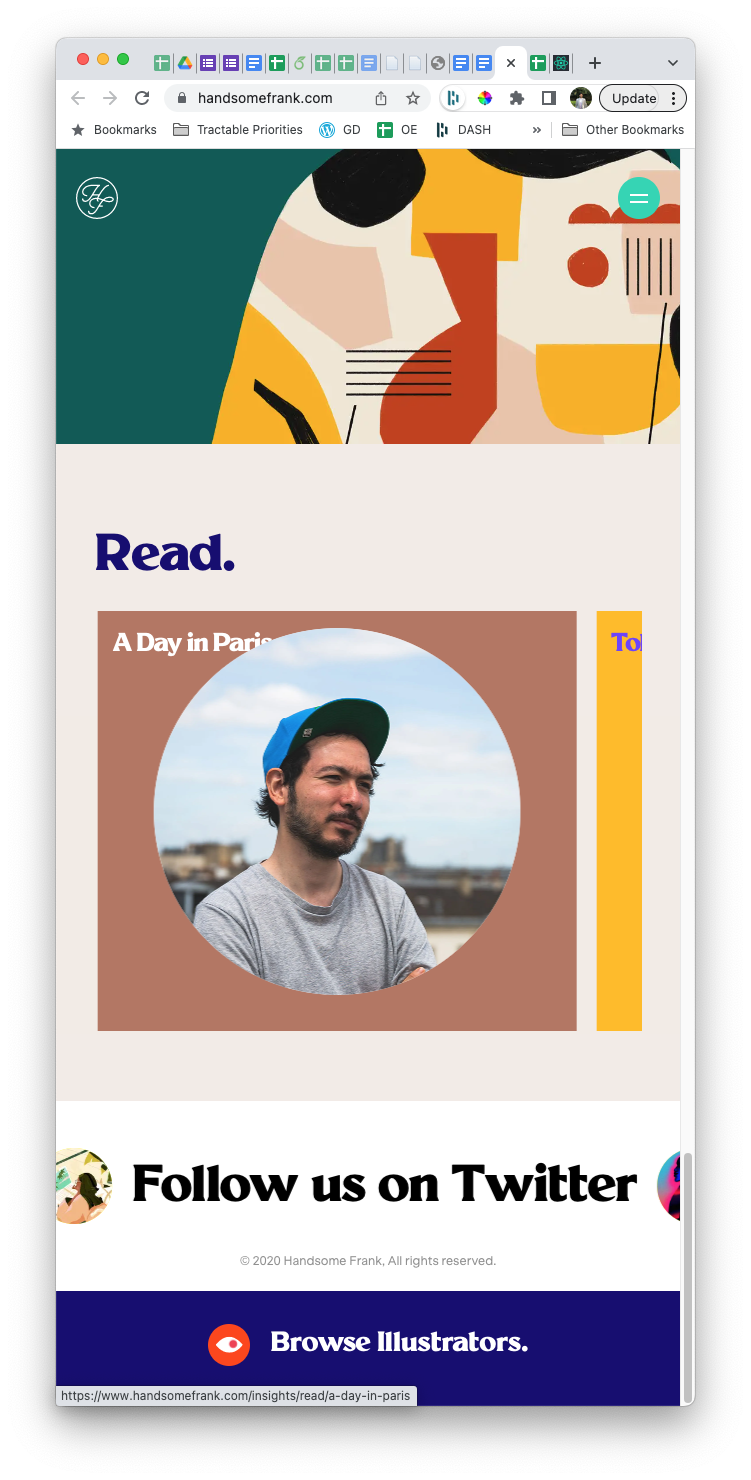 handsomefrank.com
Update
Bookmarks
Tractable Priorities
GD
OE
DASH
»
Other Bookmarks
HF
Read.
A Day in Paris
Follow us on Twitter
© 2020 Handsome Frank, All rights reserved.
Browse Illustrators.
https://www.handsomefrank.com/insights/read/a-day-in-paris